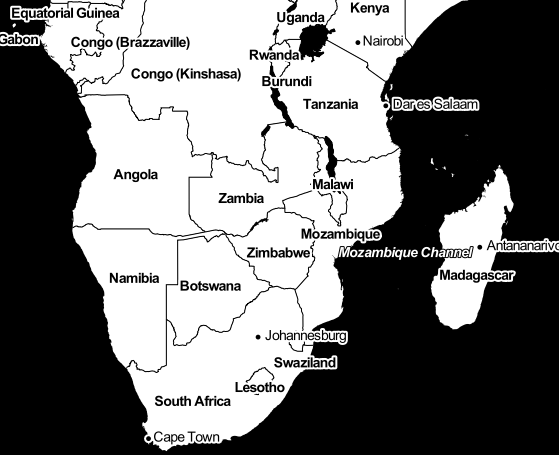 Kenya
Equatorial Guinea
Uganda
Gabon
Congo (Brazzaville)
Nairobi
Rwanda
Congo (Kinshasa)
Burundi
Tanzania
Dar es Salaam
Angola
Malawi
Zambia
Mozambique
Antananarivo
Zimbabwe
Mozambique Channel
Namibia
Botswana
Madagascar
Johannesburg
Swaziland
Lesotho
South Africa
Cape Town